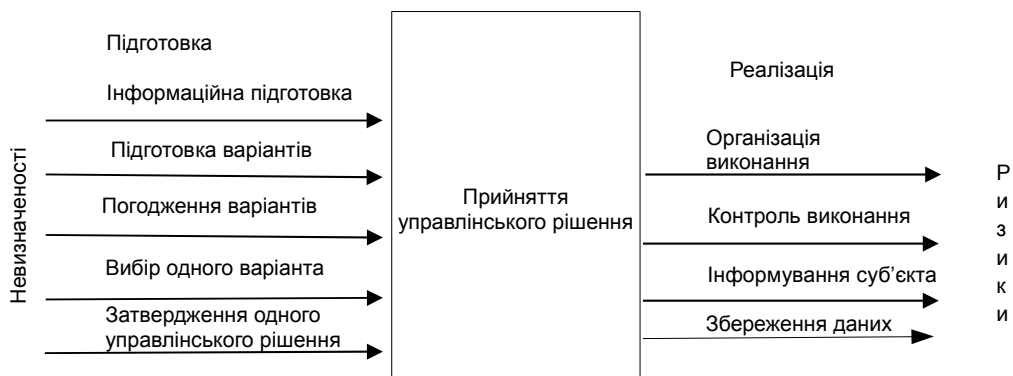 Підготовка
Інформаційна підготовка
Підготовка варіантів
Погодження варіантів
Вибір одного варіанта
Затвердження одного
управлінського рішення
Невизначеності
Прийняття
управлінського рішення
Реалізація
Організація
виконання
Контроль виконання
Інформування суб’єкта
Збереження даних
Р
и
з
и
к
и